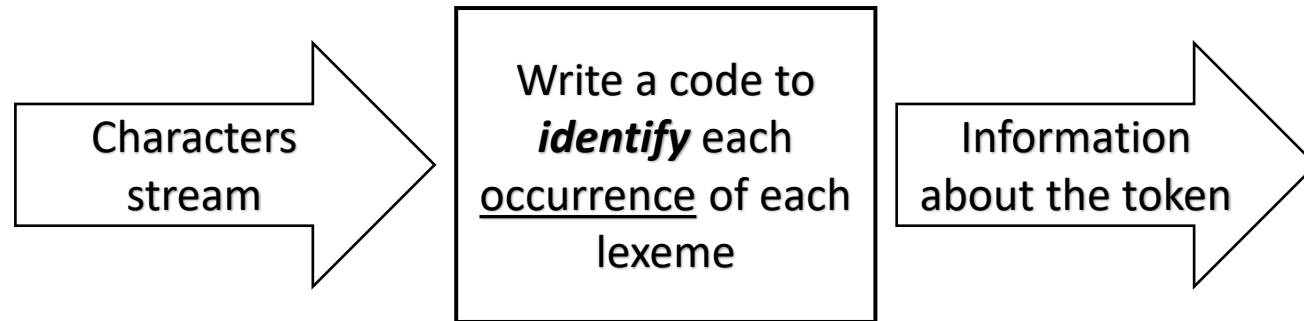 Characters
stream
Write a code to
identify each
occurrence of each
lexeme
Information
about the token